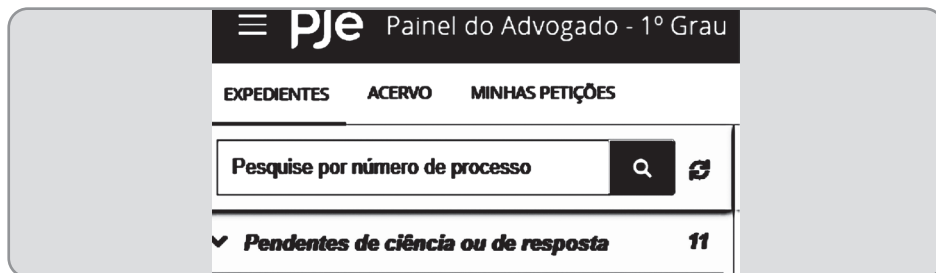 pje Painel do Advogado - 1º Grau
EXPEDIENTES ACERVO MINHAS PETIÇÕES
Pesquise por número de processo
Pendentes de ciência ou de resposta 11